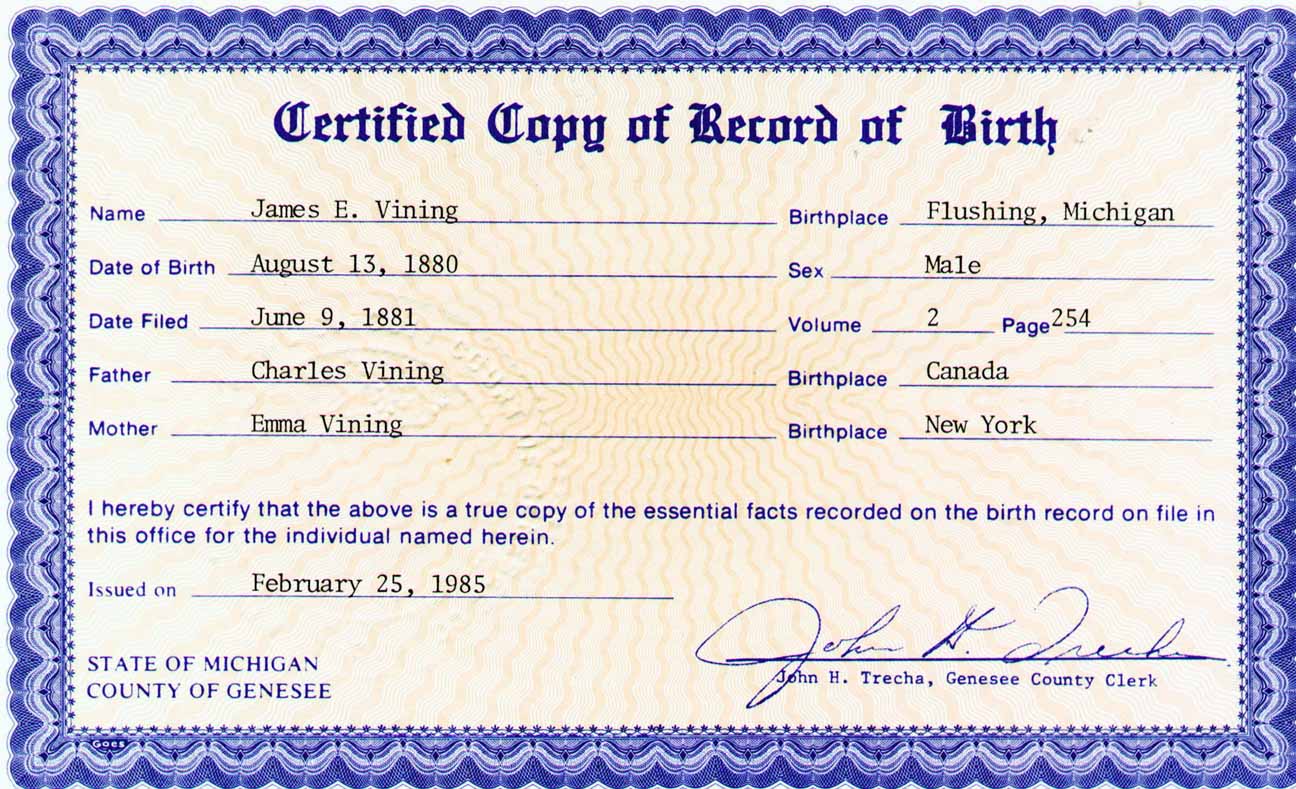 Certified Copy of Record of Birth
Name James E. Vining Birthplace Flushing, Michigan
Date of Birth August 13, 1880 Sex Male
Date Filed June 9, 1881 Volume 2 Page 254
Father Charles Vining Birthplace Canada
Mother Emma Vining Birthplace New York
I hereby certify that the above is a true copy of the essential facts recorded on the birth record on file in
this office for the individual named herein.
Issued on February 25, 1985
John H. Trecha
STATE OF MICHIGAN
COUNTY OF GENESEE
John H. Trecha, Genesee County Clerk
GOES